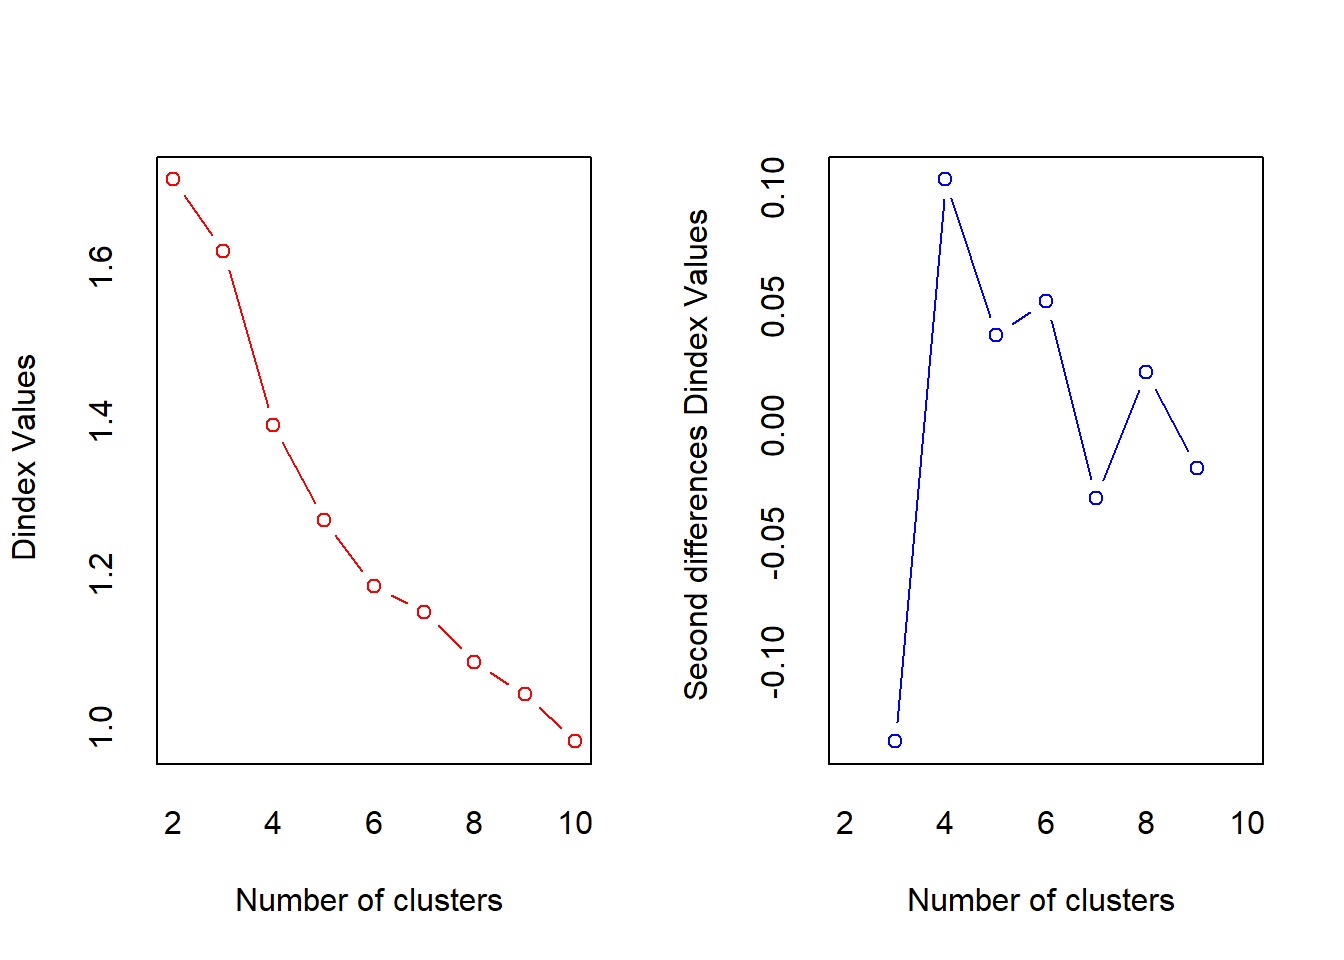 Dindex Values
1.6
1.4
1.2
1.0
2 4 6 8 10
Number of clusters
Second differences Dindex Values
0.10
0.05
0.00
-0.05
-0.10
2 4 6 8 10
Number of clusters